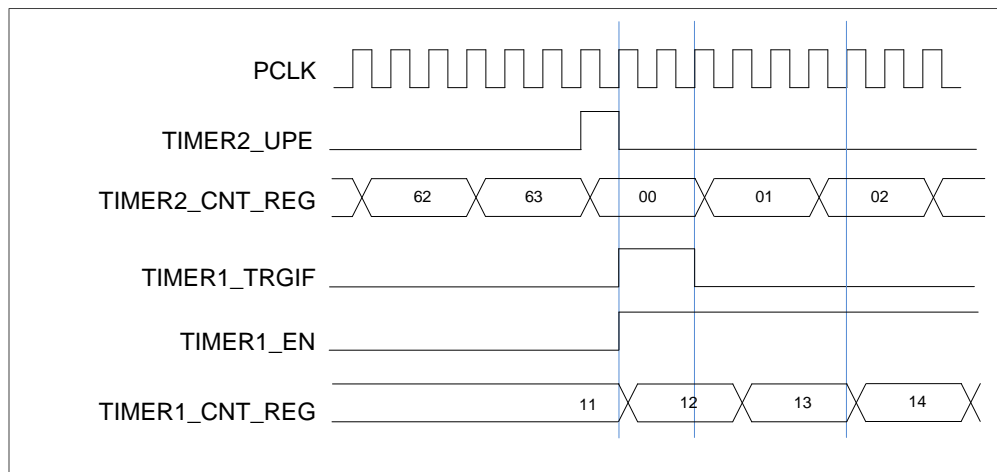 PCLK
TIMER2_UPE
TIMER2_CNT_REG 62 63 00 01 02
TIMER1_TRGIF
TIMER1_EN
TIMER1_CNT_REG 11 12 13 14